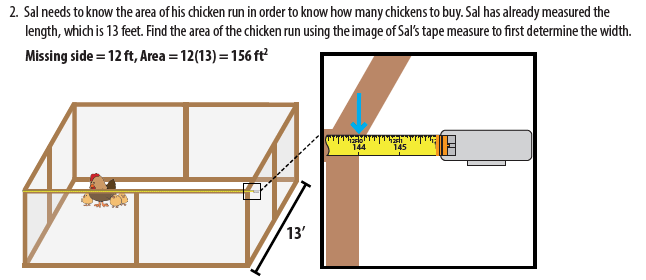 2. Sal needs to know the area of his chicken run in order to know how many chickens to buy. Sal has already measured the
length, which is 13 feet. Find the area of the chicken run using the image of Sal's tape measure to first determine the width.
Missing side = 12 ft, Area = 12(13) = 156 ft²
144 145
13′